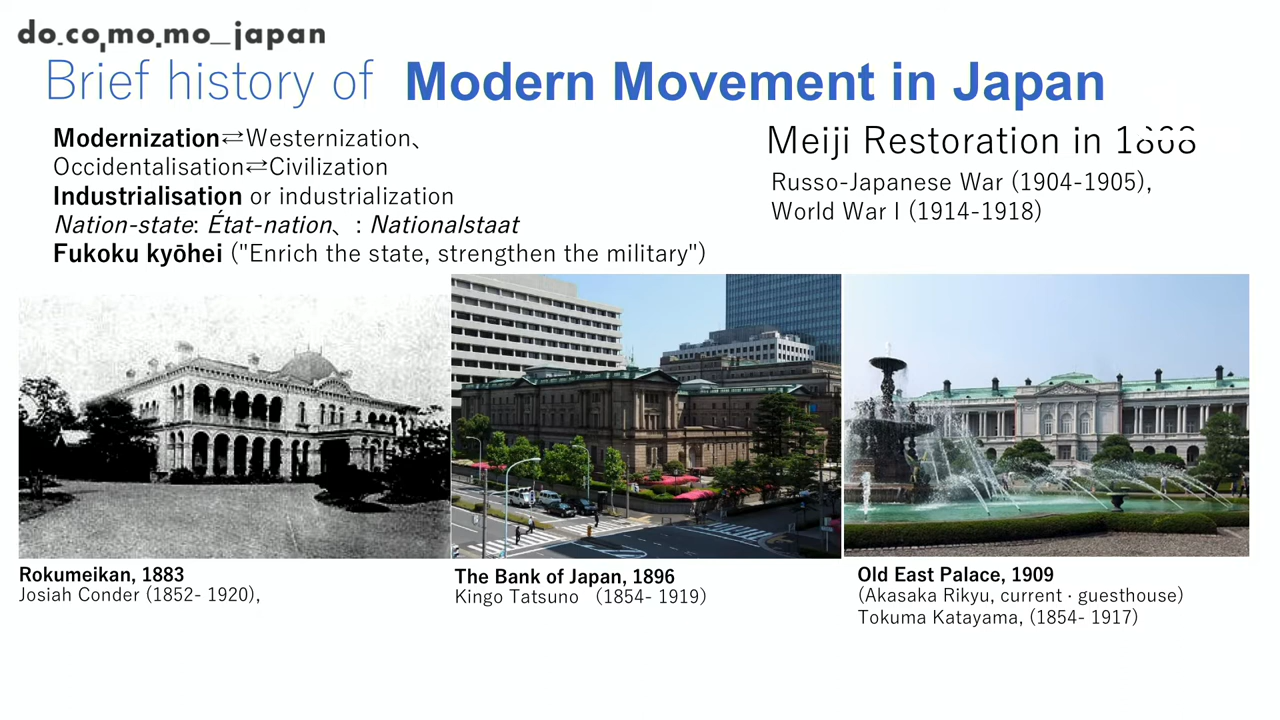 do.co,mo.mo_japan
Brief history of Modern Movement in Japan
Modernization⇄Westernization、
Occidentalisation⇄Civilization
Industrialisation or industrialization
Nation-state: État-nation、: Nationalstaat
Fukoku kyōhei ("Enrich the state, strengthen the military")
Meiji Restoration in 1868
Russo-Japanese War (1904-1905),
World War I (1914-1918)
Rokumeikan, 1883
Josiah Conder (1852- 1920),
The Bank of Japan, 1896
Kingo Tatsuno （1854- 1919)
Old East Palace, 1909
(Akasaka Rikyu, current · guesthouse)
Tokuma Katayama, (1854- 1917)